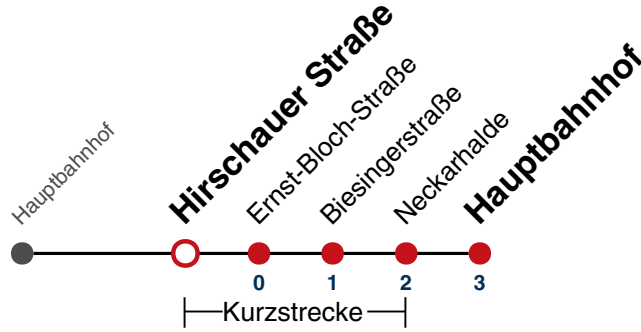 Hauptbahnhof
Hirschauer Straße
Ernst-Bloch-Straße
Biesingerstraße
Neckarhalde
Hauptbahnhof
0 1 2 3
Kurzstrecke